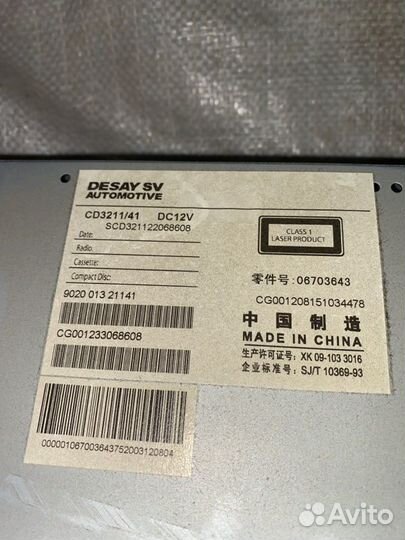 DESAY SV
AUTOMOTIVE
CD3211/41 DC12V
SCD321122068608
Date:
Radio:
Cassette:
Compact Disc:
9020 013 21141
CG001233068608
CLASS 1
LASER PRODUCT
零件号: 06703643
CG001208151034478
中国制造
MADE IN CHINA
生产许可证号: XK 09-103 3016
企业标准号: SJ/T 10369-93
000001067003643752003120804
Avito